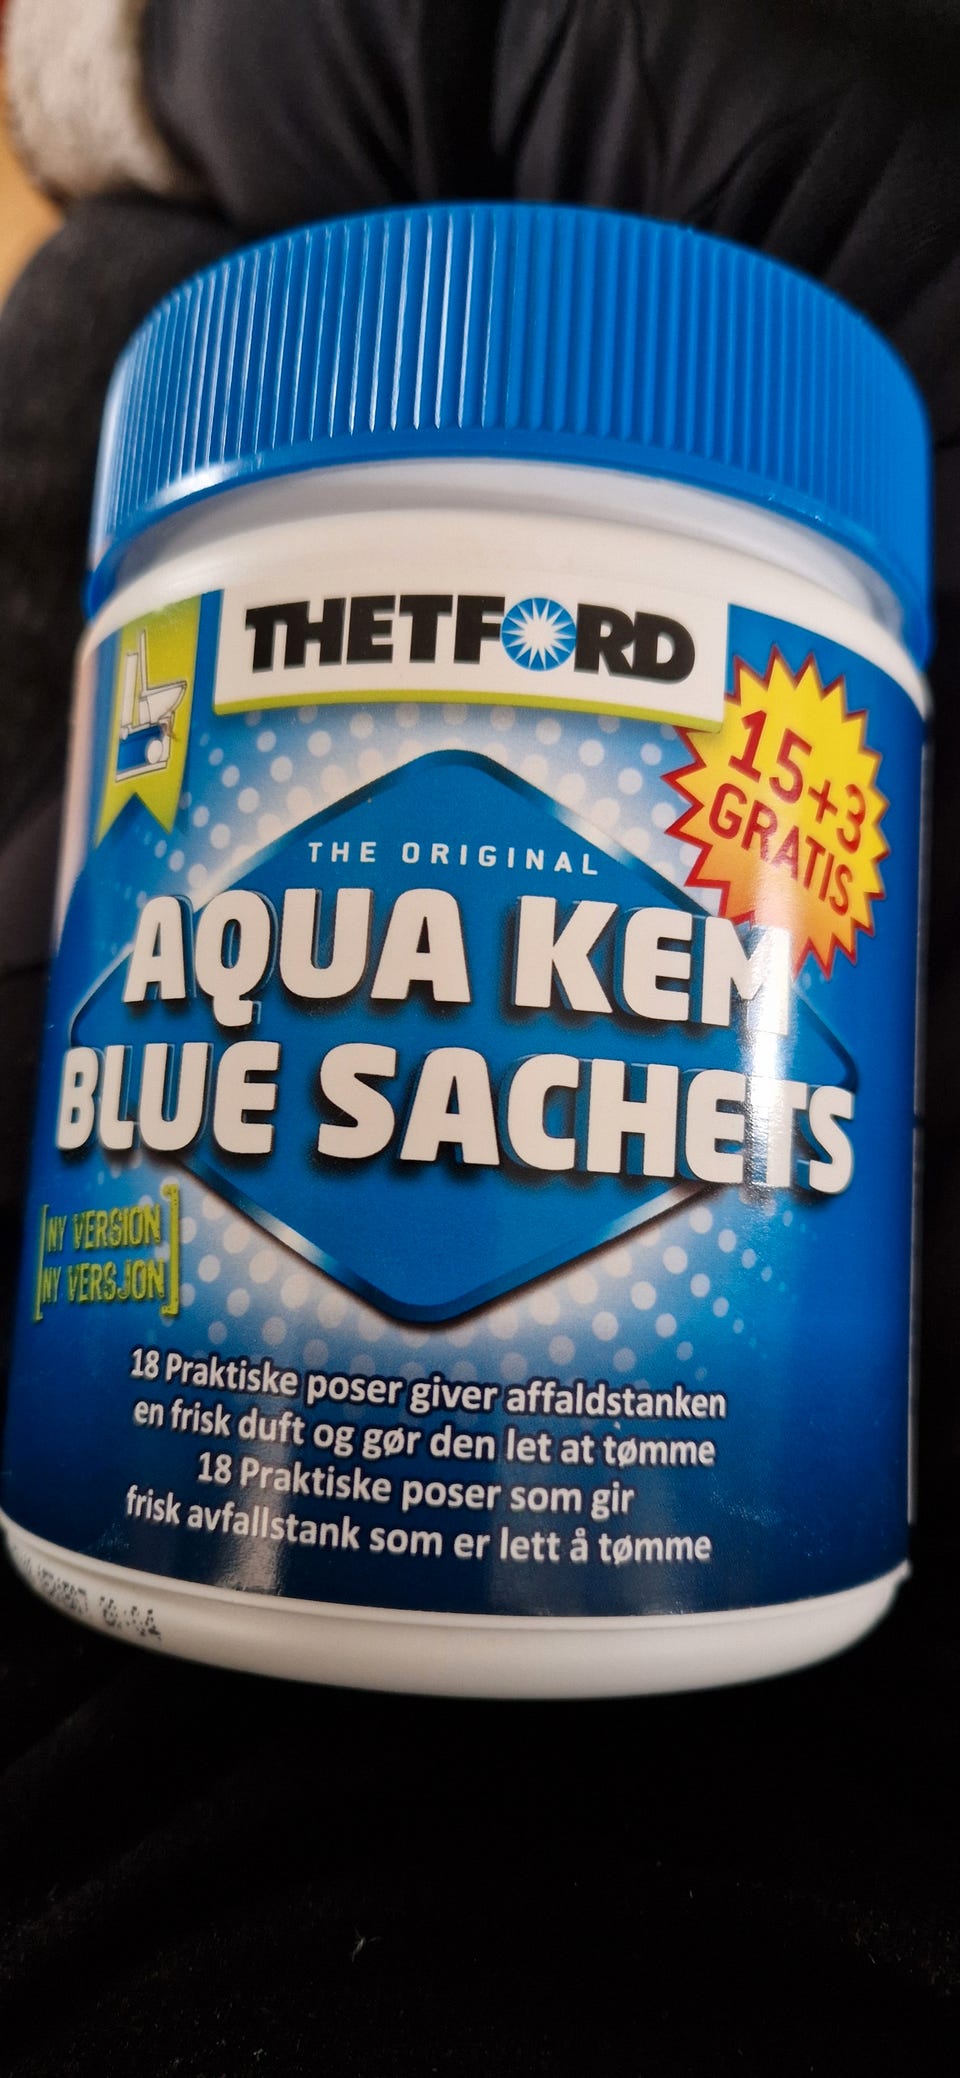 THETFORD
15+3
GRATIS
THE ORIGINAL
AQUA KEM
BLUE SACHETS
[NY VERSION
NY VERSJON]
18 Praktiske poser giver affaldstanken
en frisk duft og gør den let at tømme
18 Praktiske poser som gir
frisk avfallstank som er lett å tømme